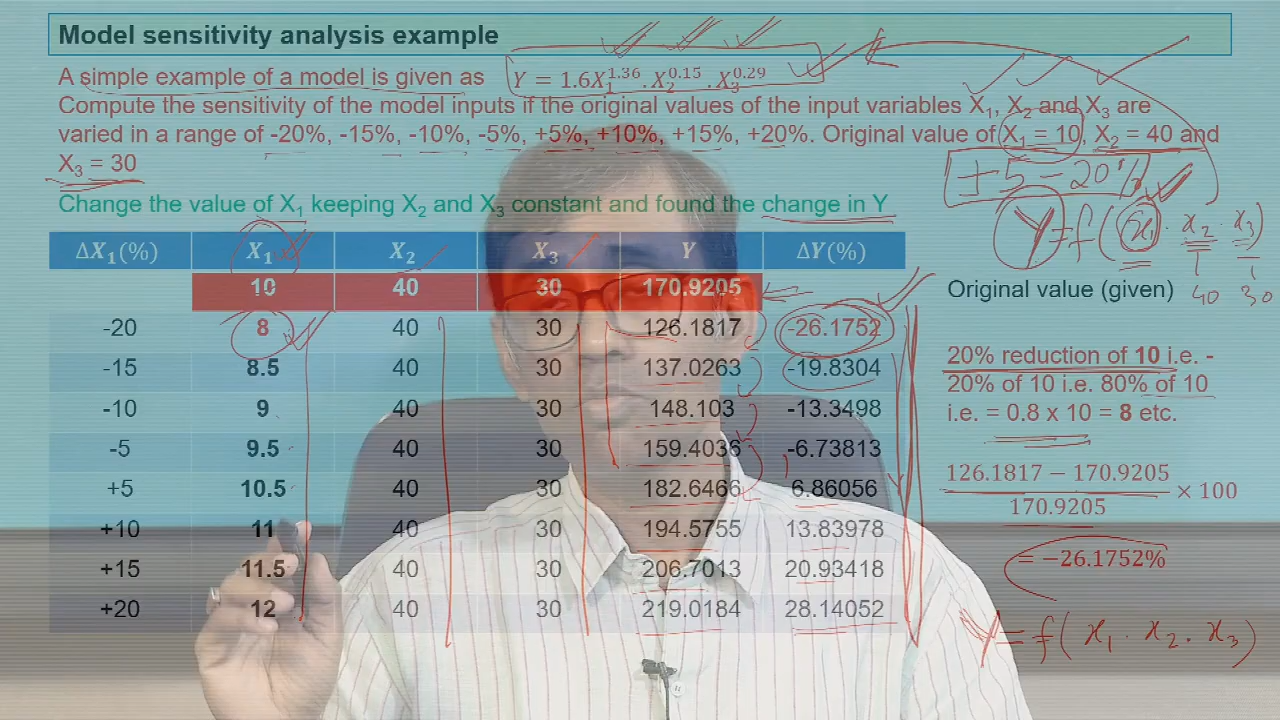 Model sensitivity analysis example
A simple example of a model is given as Y = 1.6X₁^1.36 . X₂^0.15 . X₃^0.29
Compute the sensitivity of the model inputs if the original values of the input variables X₁, X₂ and X₃ are
varied in a range of -20%, -15%, -10%, -5%, +5%, +10%, +15%, +20%. Original value of X₁ = 10, X₂ = 40 and
X₃ = 30
± 5 – 20%
Change the value of X₁ keeping X₂ and X₃ constant and found the change in Y
Y = f(x₁ . x₂ . x₃)
40 30
ΔX₁(%) X₁ X₂ X₃ Y ΔY(%)
10 40 30 170.9205
Original value (given)
-20 8 40 30 126.1817 -26.1752
-15 8.5 40 30 137.0263 -19.8304
-10 9 40 30 148.103 -13.3498
-5 9.5 40 30 159.4036 -6.73813
+5 10.5 40 30 182.6466 6.86056
+10 11 40 30 194.5755 13.83978
+15 11.5 40 30 206.7013 20.93418
+20 12 40 30 219.0184 28.14052
20% reduction of 10 i.e. -
20% of 10 i.e. 80% of 10
i.e. = 0.8 x 10 = 8 etc.
126.1817 − 170.9205
170.9205
× 100
= −26.1752%
Y = f(x₁ . x₂ . x₃)